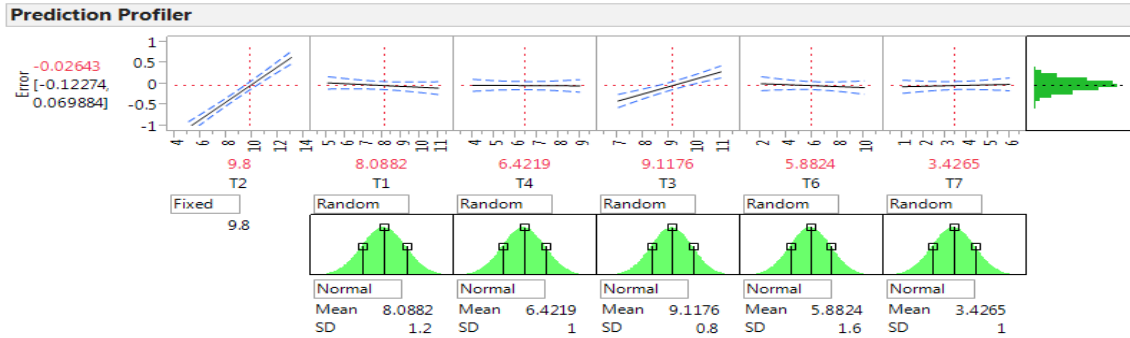 Prediction Profiler
Error
-0.02643
[-0.12274,
0.069884]
1
0.5
0
-0.5
-1
4 6 8 10 12 14
5 6 7 8 9 10 11
3 4 5 6 7 8 9
7 8 9 10 11
2 4 6 8 10
1 2 3 4 5 6
9.8 8.0882 6.4219 9.1176 5.8824 3.4265
T2 T1 T4 T3 T6 T7
Fixed Random Random Random Random Random
9.8
Normal Normal Normal Normal Normal
Mean 8.0882 Mean 6.4219 Mean 9.1176 Mean 5.8824 Mean 3.4265
SD 1.2 SD 1 SD 0.8 SD 1.6 SD 1